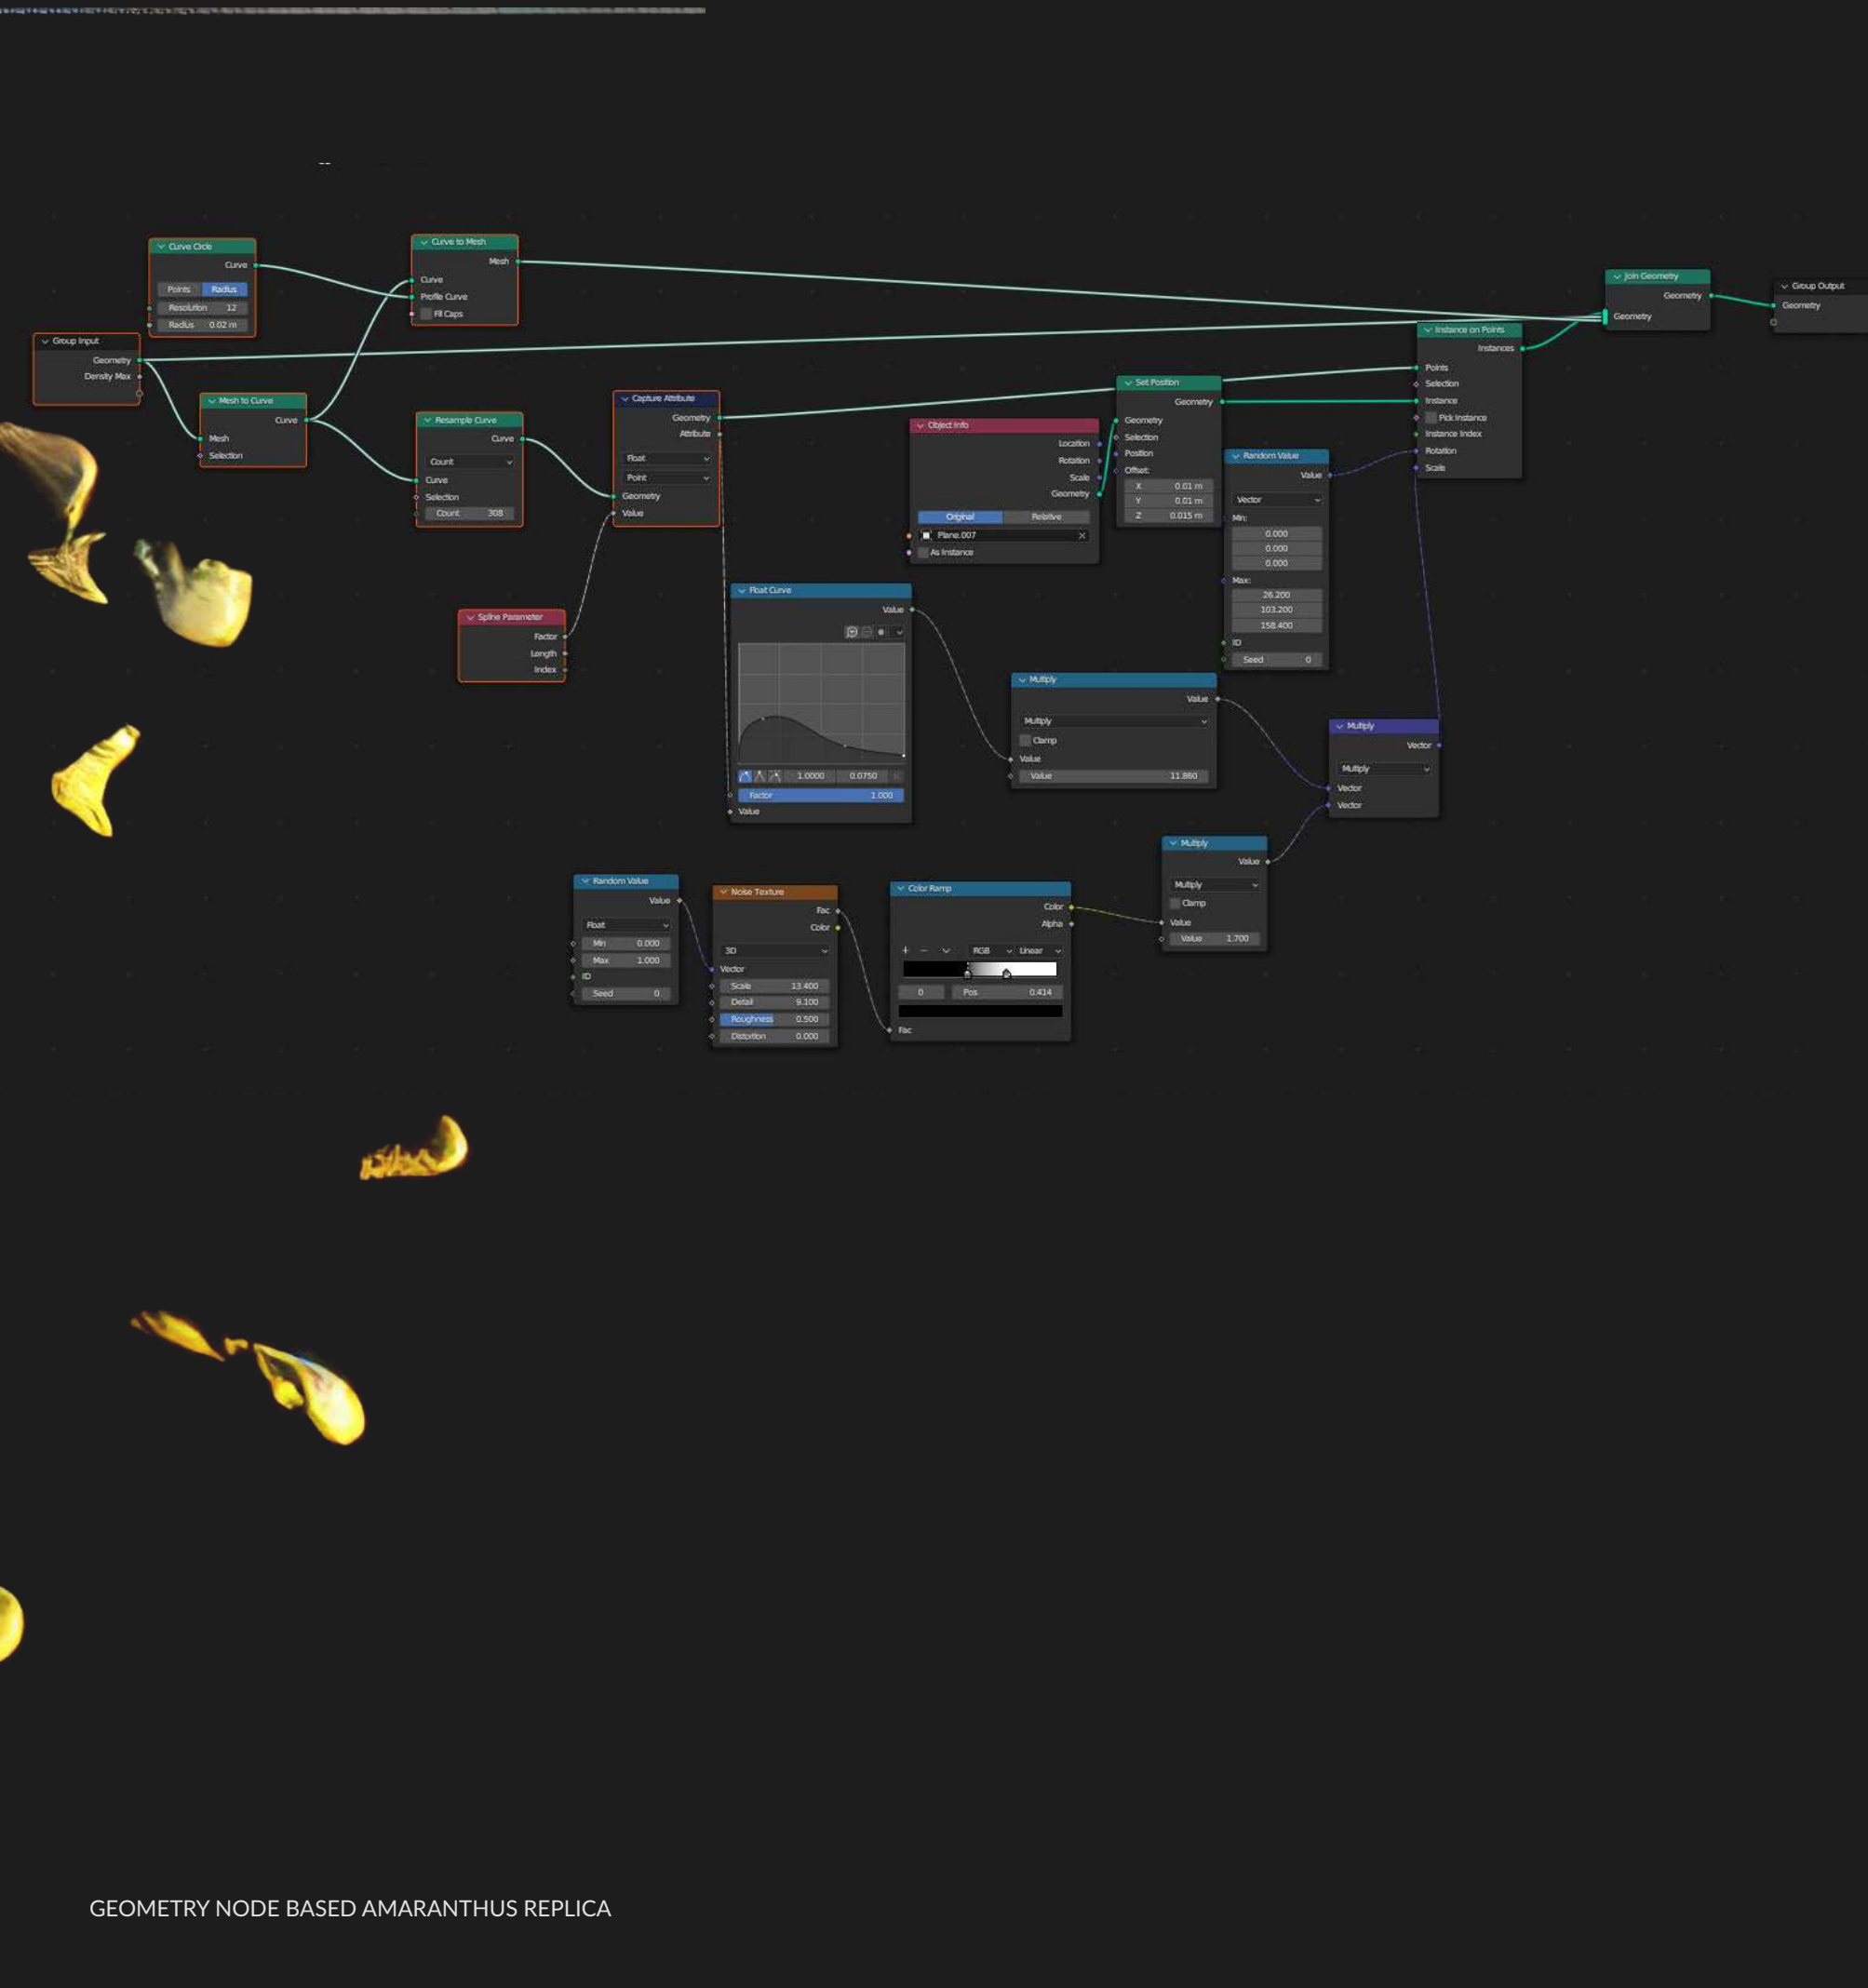 --
Curve Circle
Curve
Points Radius
Resolution 12
Radius 0.02 m
Curve to Mesh
Mesh
Curve
Profile Curve
Fill Caps
Group Input
Geometry
Density Max
Mesh to Curve
Curve
Mesh
Selection
Resample Curve
Curve
Count
Curve
Selection
Count 308
Capture Attribute
Geometry
Attribute
Float
Point
Geometry
Value
Spline Parameter
Factor
Length
Index
Object Info
Location
Rotation
Scale
Geometry
Original Relative
Plane.007
As Instance
Set Position
Geometry
Geometry
Selection
Position
Offset:
X 0.01 m
Y 0.01 m
Z 0.015 m
Random Value
Value
Vector
Min:
0.000
0.000
0.000
Max:
26.200
103.200
158.400
ID
Seed 0
Instance on Points
Instances
Points
Selection
Instance
Pick Instance
Instance Index
Rotation
Scale
Join Geometry
Geometry
Geometry
Group Output
Geometry
Float Curve
Value
1.0000 0.0750
Factor 1.000
Value
Multiply
Value
Multiply
Clamp
Value
Value 11.860
Multiply
Vector
Multiply
Vector
Vector
Multiply
Value
Multiply
Clamp
Value
Value 1.700
Random Value
Value
Float
Min 0.000
Max 1.000
ID
Seed 0
Noise Texture
Fac
Color
3D
Vector
Scale 13.400
Detail 9.100
Roughness 0.500
Distortion 0.000
Color Ramp
Color
Alpha
+ − RGB Linear
0 Pos 0.414
Fac
GEOMETRY NODE BASED AMARANTHUS REPLICA